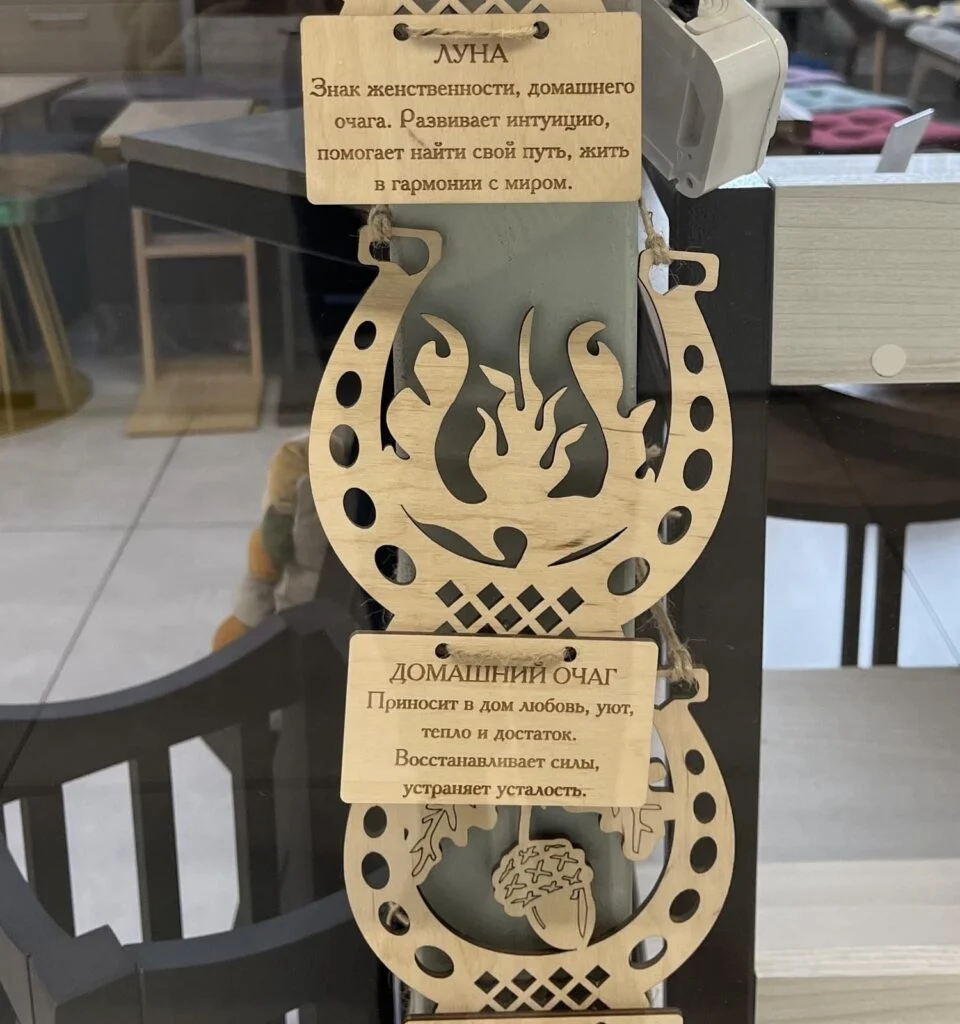 ЛУНА
Знак женственности, домашнего
очага. Развивает интуицию,
помогает найти свой путь, жить
в гармонии с миром.
ДОМАШНИЙ ОЧАГ
Приносит в дом любовь, уют,
тепло и достаток.
Восстанавливает силы,
устраняет усталость.